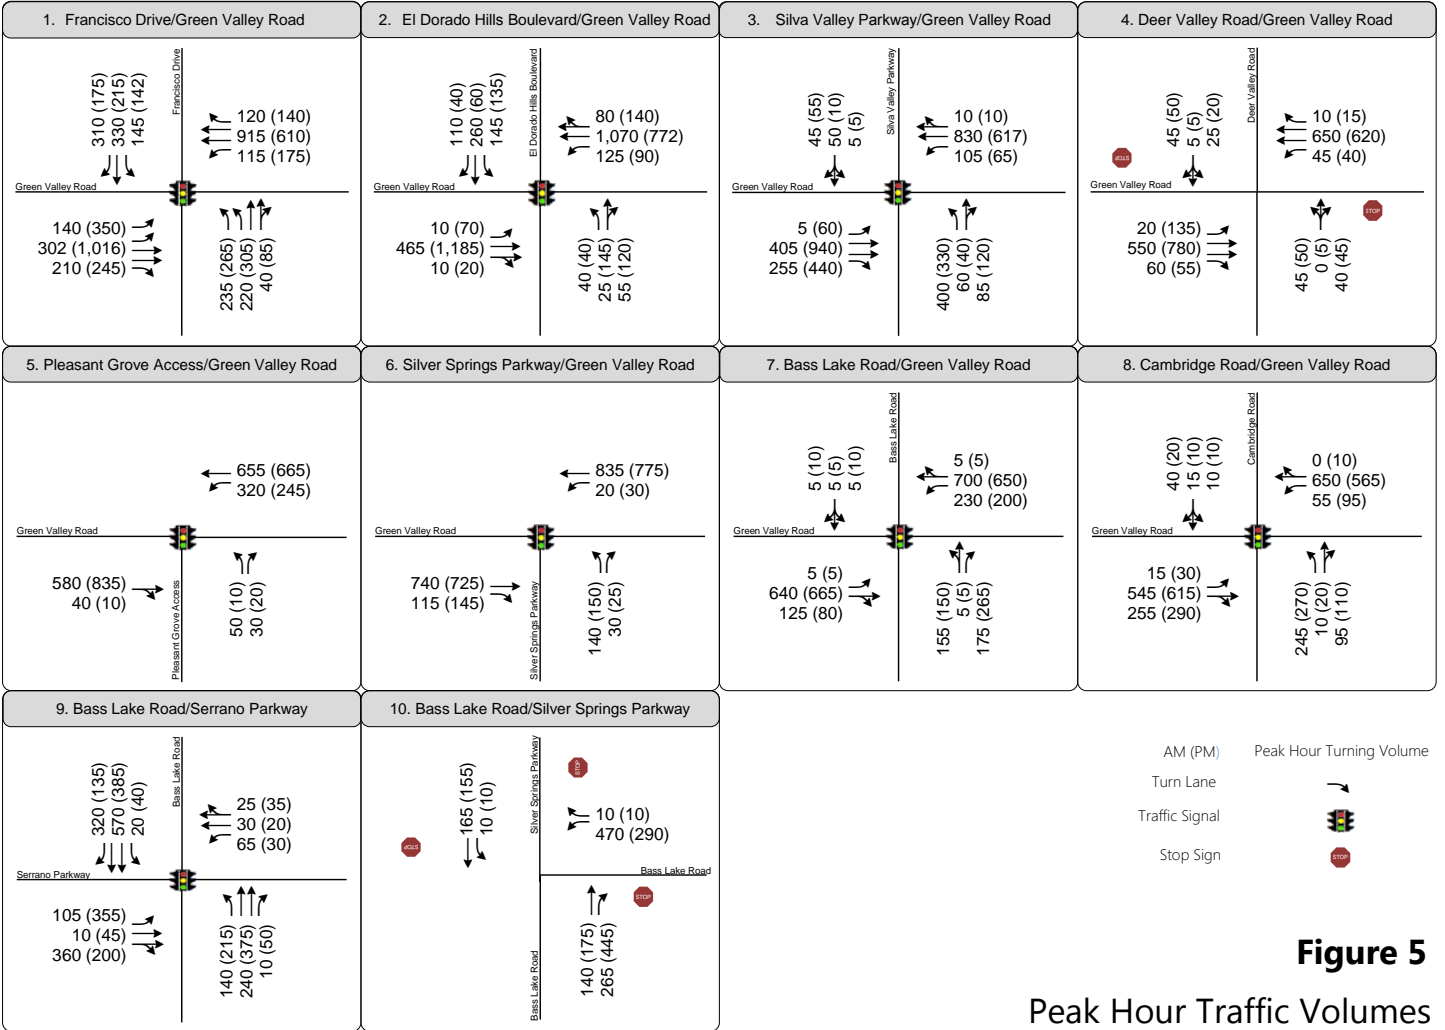 1. Francisco Drive/Green Valley Road
310 (175)
330 (215)
145 (142)
Francisco Drive
120 (140)
915 (610)
115 (175)
Green Valley Road
140 (350)
302 (1,016)
210 (245)
235 (265)
220 (305)
40 (85)
2. El Dorado Hills Boulevard/Green Valley Road
110 (40)
260 (60)
145 (135)
El Dorado Hills Boulevard
80 (140)
1,070 (772)
125 (90)
Green Valley Road
10 (70)
465 (1,185)
10 (20)
40 (40)
25 (145)
55 (120)
3. Silva Valley Parkway/Green Valley Road
45 (55)
50 (10)
5 (5)
Silva Valley Parkway
10 (10)
830 (617)
105 (65)
Green Valley Road
5 (60)
405 (940)
255 (440)
400 (330)
60 (40)
85 (120)
4. Deer Valley Road/Green Valley Road
45 (50)
5 (5)
25 (20)
Deer Valley Road
10 (15)
650 (620)
45 (40)
STOP
Green Valley Road
STOP
20 (135)
550 (780)
60 (55)
45 (50)
0 (5)
40 (45)
5. Pleasant Grove Access/Green Valley Road
655 (665)
320 (245)
Green Valley Road
580 (835)
40 (10)
Pleasant Grove Access
50 (10)
30 (20)
6. Silver Springs Parkway/Green Valley Road
835 (775)
20 (30)
Green Valley Road
740 (725)
115 (145)
Silver Springs Parkway
140 (150)
30 (25)
7. Bass Lake Road/Green Valley Road
5 (10)
5 (5)
5 (10)
Bass Lake Road
5 (5)
700 (650)
230 (200)
Green Valley Road
5 (5)
640 (665)
125 (80)
155 (150)
5 (5)
175 (265)
8. Cambridge Road/Green Valley Road
40 (20)
15 (10)
10 (10)
Cambridge Road
0 (10)
650 (565)
55 (95)
Green Valley Road
15 (30)
545 (615)
255 (290)
245 (270)
10 (20)
95 (110)
9. Bass Lake Road/Serrano Parkway
320 (135)
570 (385)
20 (40)
Bass Lake Road
25 (35)
30 (20)
65 (30)
Serrano Parkway
105 (355)
10 (45)
360 (200)
140 (215)
240 (375)
10 (50)
10. Bass Lake Road/Silver Springs Parkway
165 (155)
10 (10)
Silver Springs Parkway
STOP
10 (10)
470 (290)
STOP
Bass Lake Road
STOP
Bass Lake Road
140 (175)
265 (445)
AM (PM) Peak Hour Turning Volume
Turn Lane
Traffic Signal
Stop Sign
STOP
Figure 5
Peak Hour Traffic Volumes